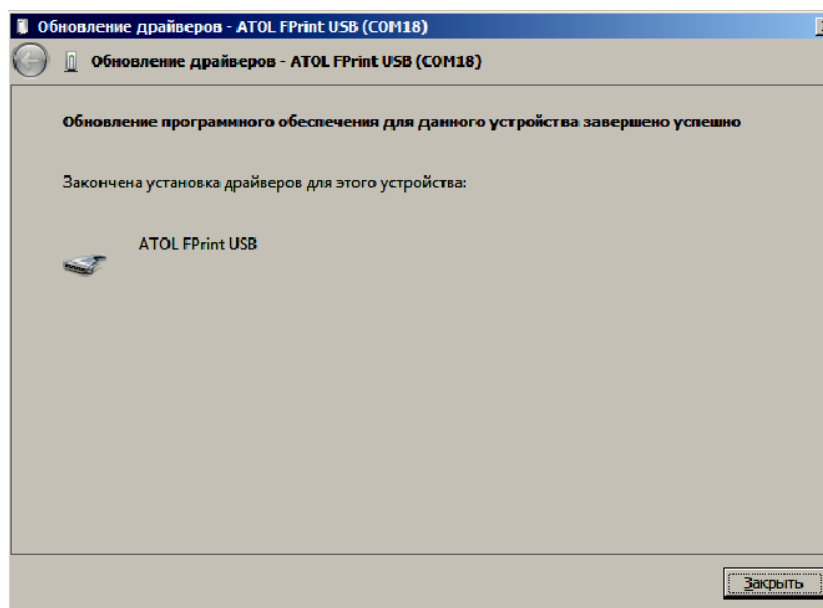 Обновление драйверов - ATOL FPrint USB (COM18)
Обновление драйверов - ATOL FPrint USB (COM18)
Обновление программного обеспечения для данного устройства завершено успешно
Закончена установка драйверов для этого устройства:
ATOL FPrint USB
Закрыть